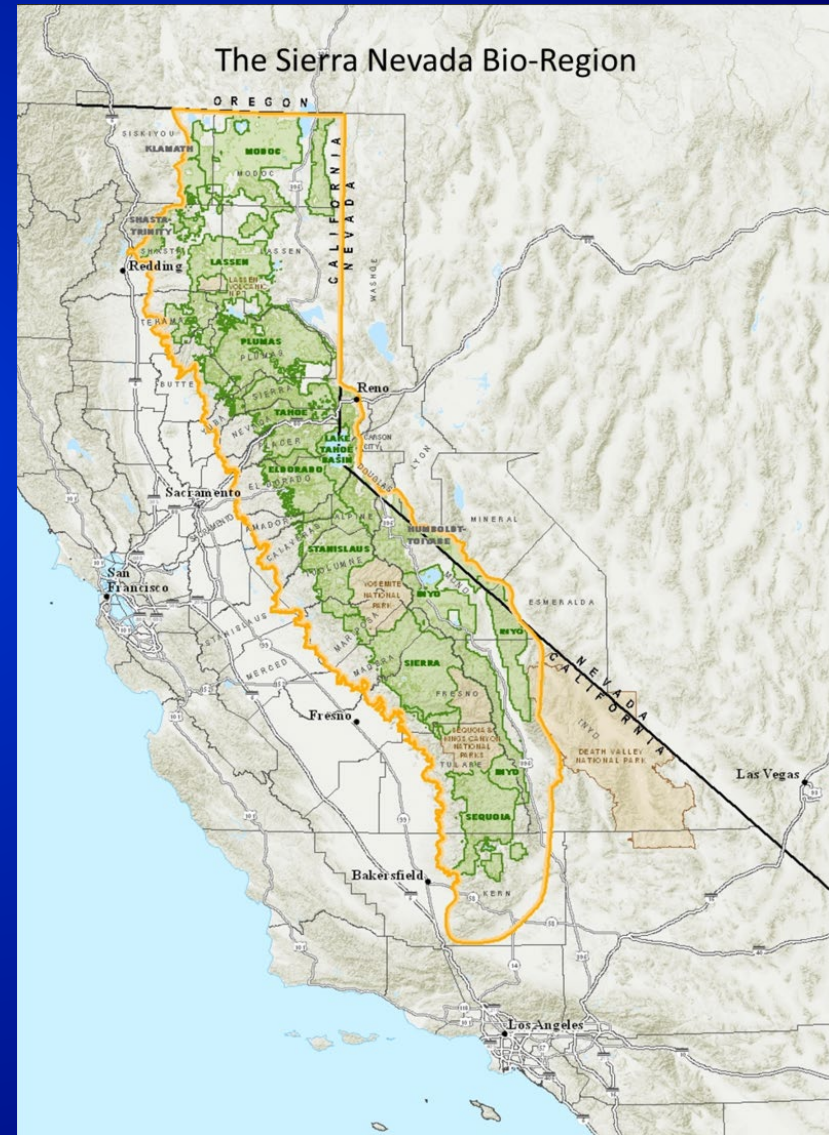 The Sierra Nevada Bio-Region
OREGON
SISKIYOU
KLAMATH
MODOC
MODOC
CALIFORNIA
NEVADA
SHASTA-
TRINITY
SHASTA
LASSEN
LASSEN
Redding
LASSEN
VOLCANIC
N.P.
WASHOE
TEHAMA
PLUMAS
PLUMAS
BUTTE
SIERRA
Reno
YUBA
NEVADA
TAHOE
PLACER
LAKE
TAHOE
BASIN
CARSON
CITY
DOUGLAS
LYON
ELDORADO
EL DORADO
Sacramento
SACRAMENTO
AMADOR
ALPINE
HUMBOLDT-
TOIYABE
MINERAL
CALAVERAS
STANISLAUS
TUOLUMNE
San
Francisco
YOSEMITE
NATIONAL
PARK
MONO
INYO
ESMERALDA
STANISLAUS
MARIPOSA
INYO
MERCED
MADERA
SIERRA
NEVADA
CALIFORNIA
FRESNO
Fresno
INYO
SEQUOIA &
KINGS CANYON
NATIONAL
PARKS
DEATH VALLEY
NATIONAL PARK
TULARE
INYO
Las Vegas
SEQUOIA
Bakersfield
KERN
Los Angeles